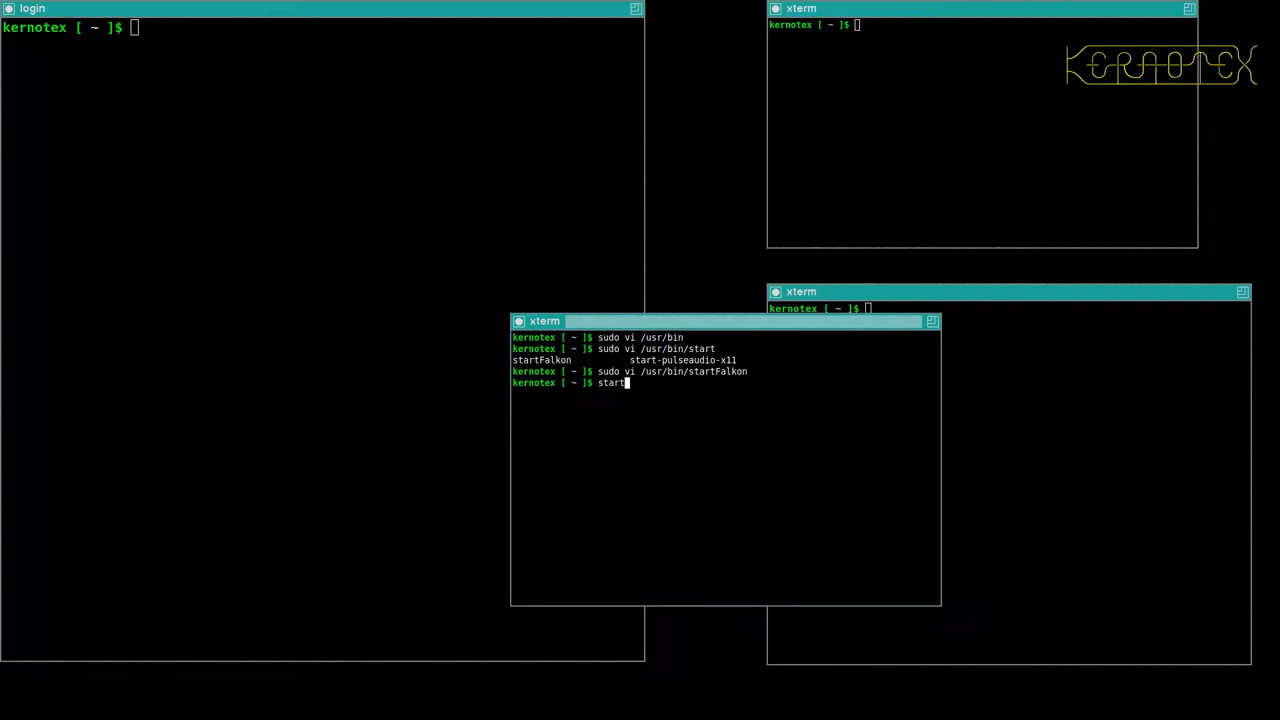 login
kernotex [ ~ ]$
xterm
kernotex [ ~ ]$
KERNOTEX
xterm
kernotex [ ~ ]$
xterm
kernotex [ ~ ]$ sudo vi /usr/bin
kernotex [ ~ ]$ sudo vi /usr/bin/start
startFalkon start-pulseaudio-x11
kernotex [ ~ ]$ sudo vi /usr/bin/startFalkon
kernotex [ ~ ]$ start